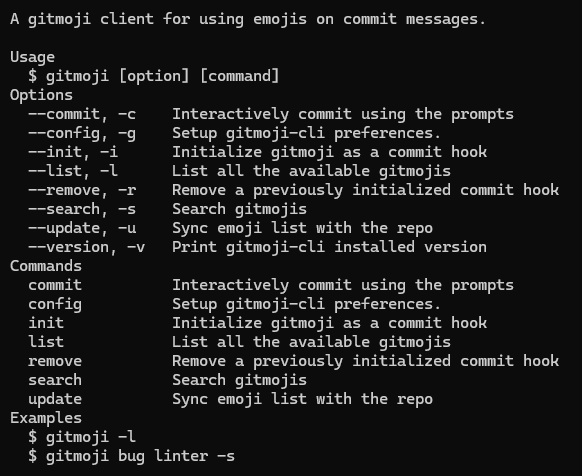 A gitmoji client for using emojis on commit messages.

Usage
  $ gitmoji [option] [command]
Options
  --commit, -c    Interactively commit using the prompts
  --config, -g    Setup gitmoji-cli preferences.
  --init, -i      Initialize gitmoji as a commit hook
  --list, -l      List all the available gitmojis
  --remove, -r    Remove a previously initialized commit hook
  --search, -s    Search gitmojis
  --update, -u    Sync emoji list with the repo
  --version, -v   Print gitmoji-cli installed version
Commands
  commit          Interactively commit using the prompts
  config          Setup gitmoji-cli preferences.
  init            Initialize gitmoji as a commit hook
  list            List all the available gitmojis
  remove          Remove a previously initialized commit hook
  search          Search gitmojis
  update          Sync emoji list with the repo
Examples
  $ gitmoji -l
  $ gitmoji bug linter -s